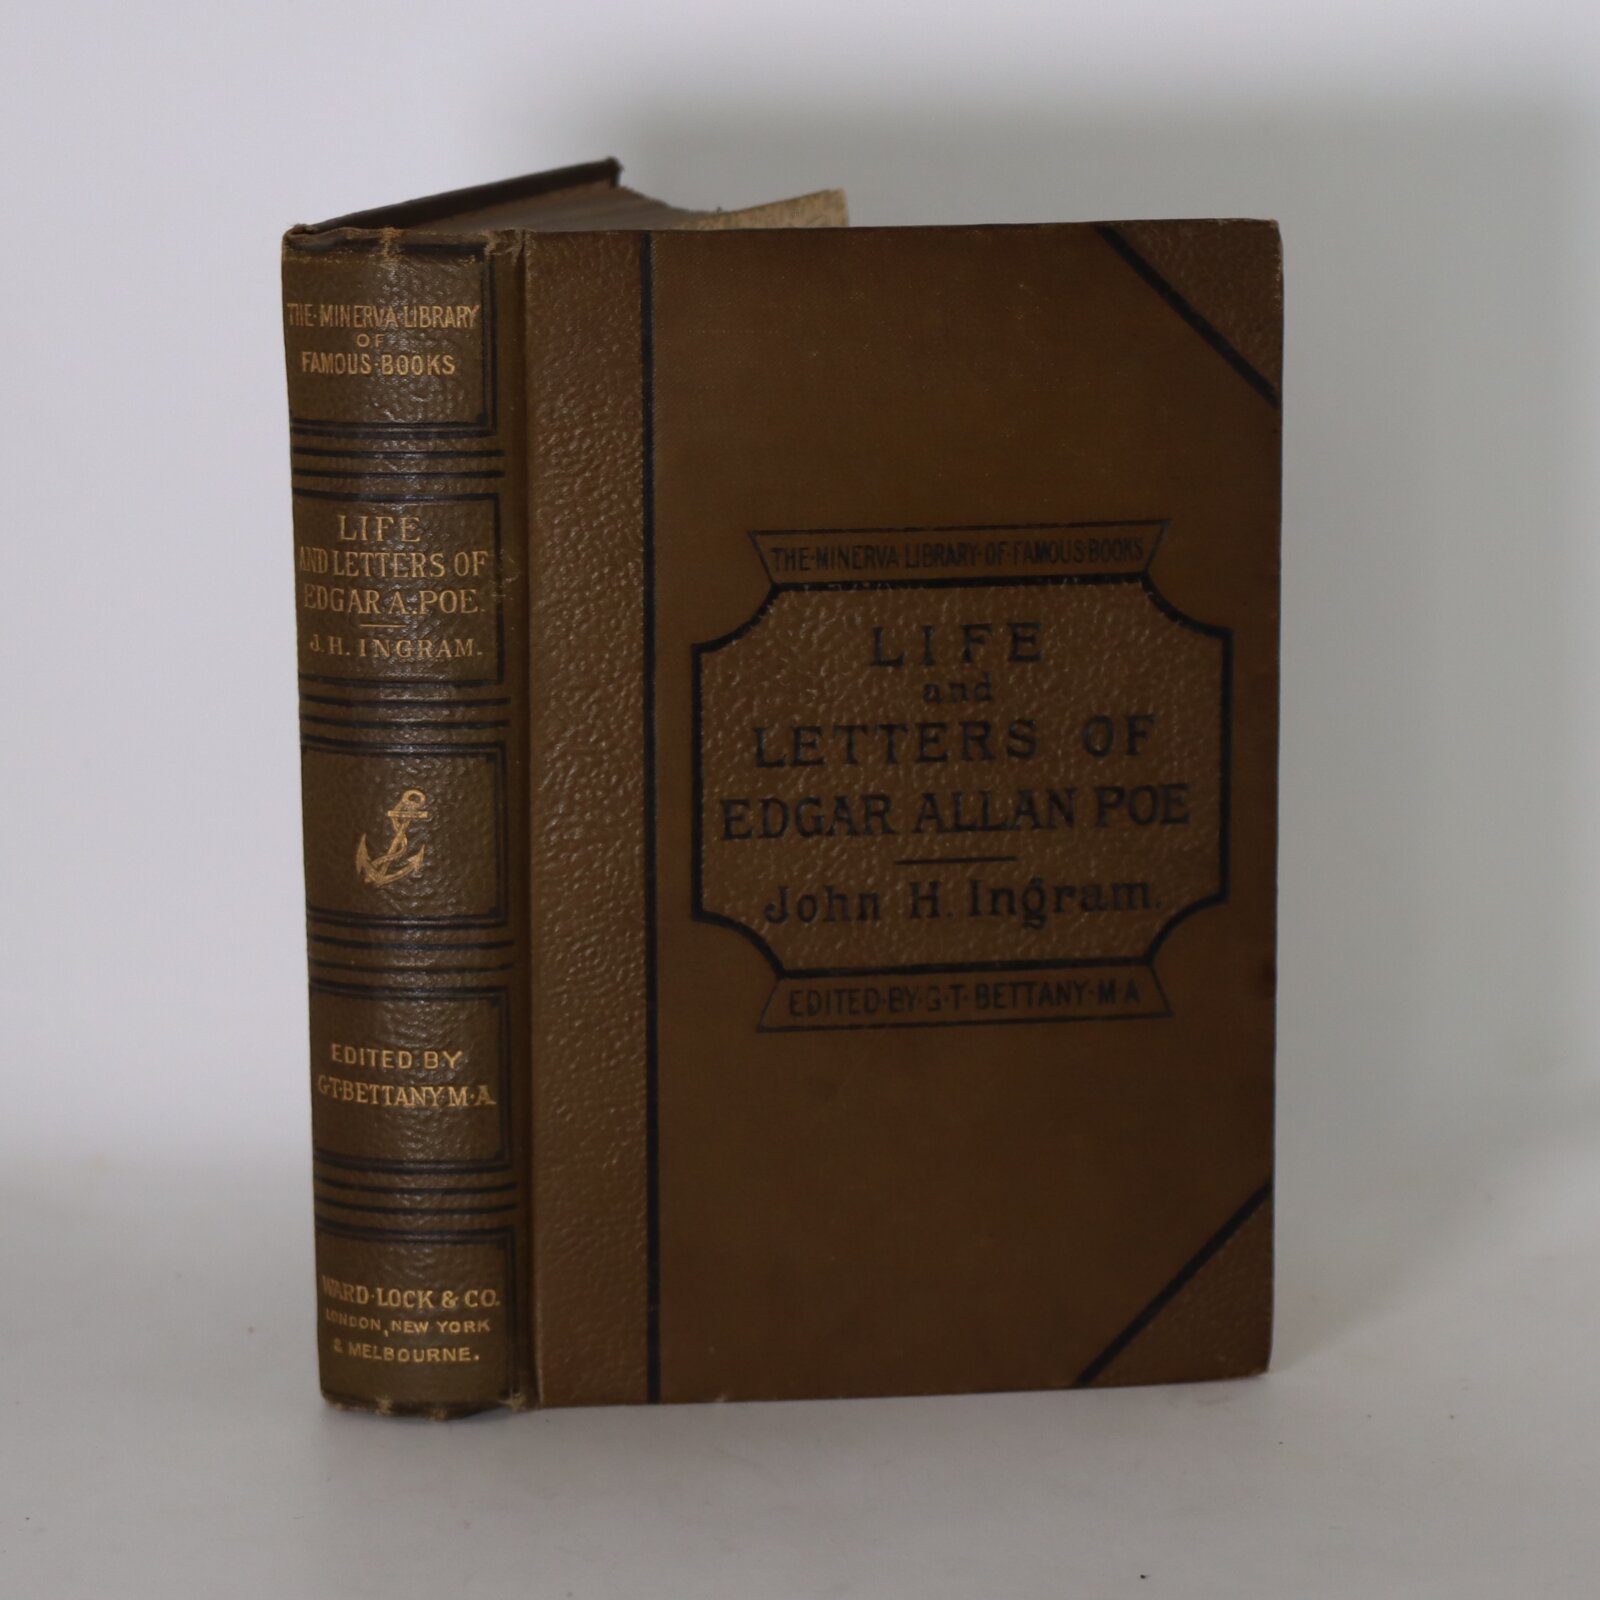 THE·MINERVA·LIBRARY
OF
FAMOUS·BOOKS
LIFE
AND LETTERS OF
EDGAR A. POE.
J. H. INGRAM.
EDITED·BY
G·T·BETTANY·M·A
WARD·LOCK & CO.
LONDON, NEW YORK
& MELBOURNE.
THE·MINERVA·LIBRARY·OF·FAMOUS·BOOKS
LIFE
and
LETTERS OF
EDGAR ALLAN POE
John H. Ingram.
EDITED·BY·G·T·BETTANY·M·A